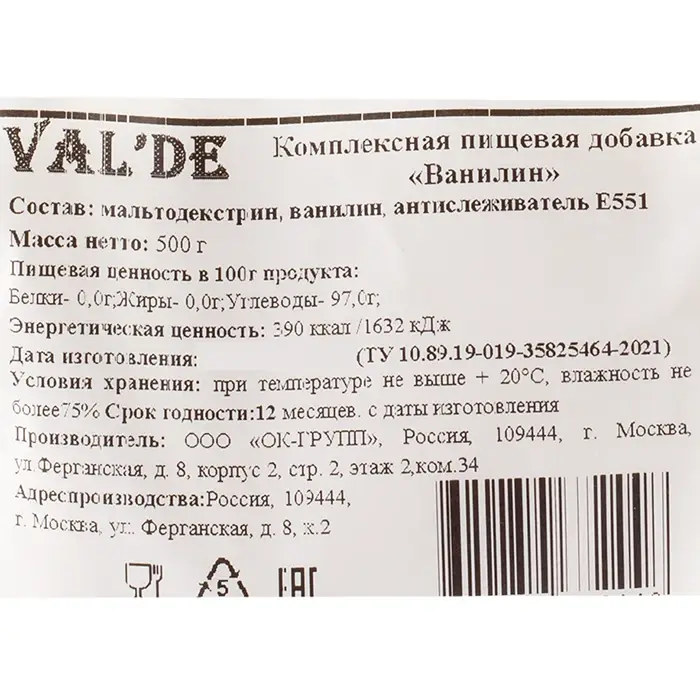 VAL'DE
Комплексная пищевая добавка
«Ванилин»
Состав: мальтодекстрин, ванилин, антислеживатель Е551
Масса нетто: 500 г
Пищевая ценность в 100г продукта:
Белки- 0,0г;Жиры- 0,0г;Углеводы- 97,0г;
Энергетическая ценность: 390 ккал /1632 кДж
Дата изготовления: (ТУ 10.89.19-019-35825464-2021)
Условия хранения: при температуре не выше + 20°С, влажность не
более75% Срок годности:12 месяцев. с даты изготовления
Производитель: ООО «ОК-ГРУПП», Россия, 109444, г. Москва,
ул.Ферганская, д. 8, корпус 2, стр. 2, этаж 2,ком.34
Адреспроизводства:Россия, 109444,
г. Москва, ул. Ферганская, д. 8, к.2
5
EAC